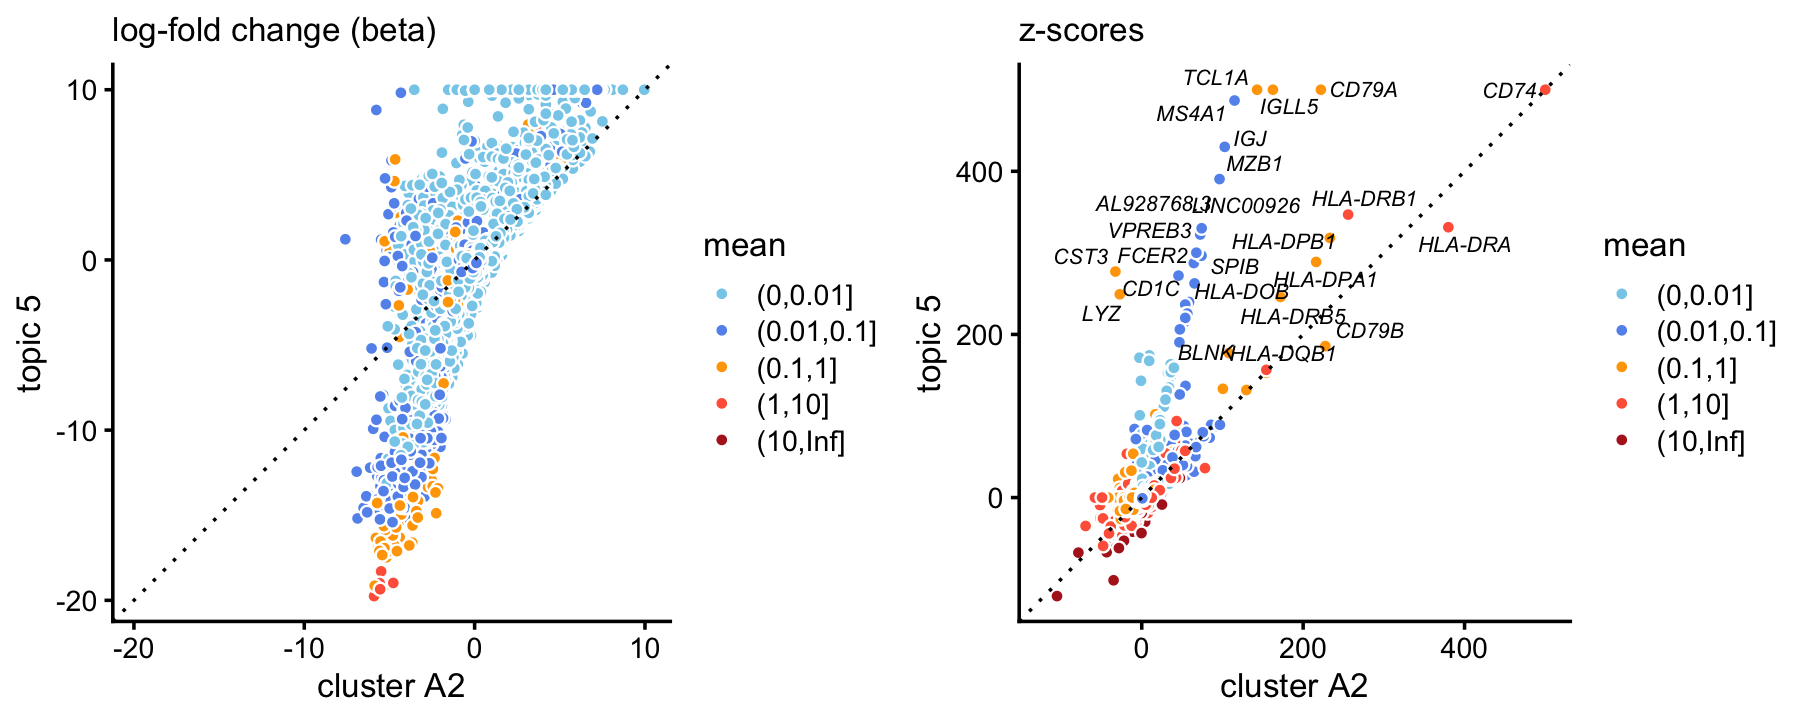 log-fold change (beta)
10
0
-10
-20
topic 5
-20
-10
0
10
cluster A2
mean
(0,0.01]
(0.01,0.1]
(0.1,1]
(1,10]
(10,Inf]
z-scores
TCL1A
CD79A
CD74
MS4A1
IGLL5
IGJ
MZB1
AL928768.3
LINC00926
HLA-DRB1
VPREB3
HLA-DPB1
HLA-DRA
CST3
FCER2
SPIB
HLA-DPA1
CD1C
HLA-DOB
LYZ
HLA-DRB5
CD79B
BLNK
HLA-DQB1
400
200
0
topic 5
0
200
400
cluster A2
mean
(0,0.01]
(0.01,0.1]
(0.1,1]
(1,10]
(10,Inf]